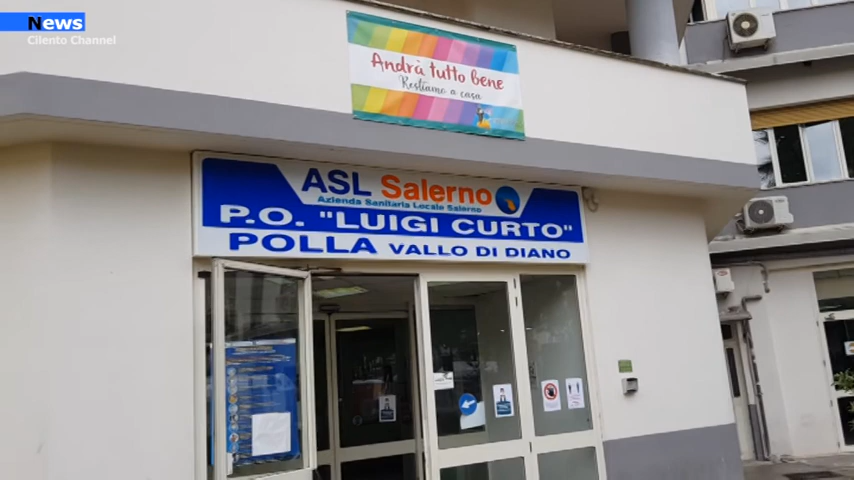 News
Cilento Channel
Andrà tutto bene
Restiamo a casa
ASL Salerno
Azienda Sanitaria Locale Salerno
P.O. "LUIGI CURTO"
POLLA VALLO DI DIANO